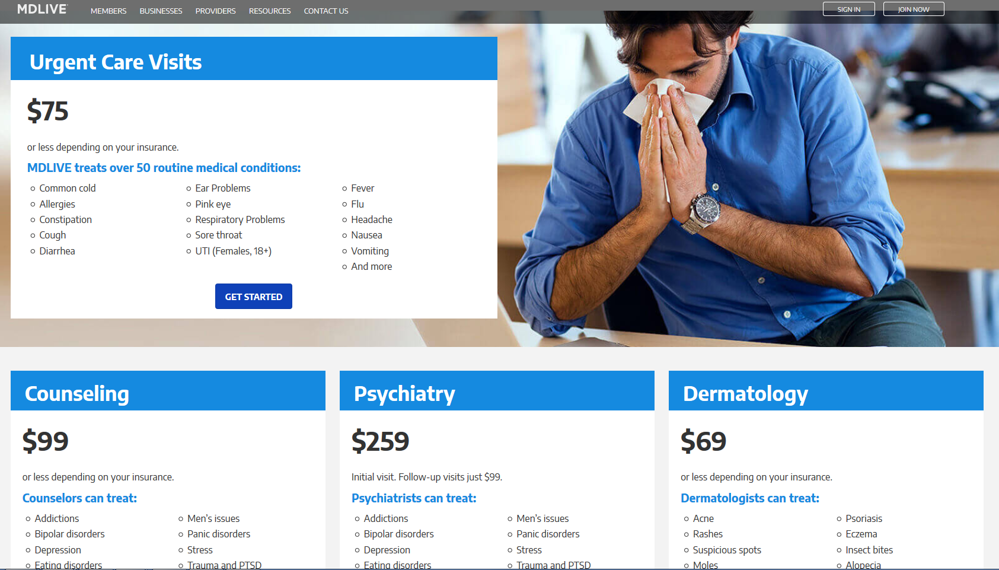 MDLIVE
MEMBERS BUSINESSES PROVIDERS RESOURCES CONTACT US
SIGN IN JOIN NOW
Urgent Care Visits
$75
or less depending on your insurance.
MDLIVE treats over 50 routine medical conditions:
Common cold
Allergies
Constipation
Cough
Diarrhea
Ear Problems
Pink eye
Respiratory Problems
Sore throat
UTI (Females, 18+)
Fever
Flu
Headache
Nausea
Vomiting
And more
GET STARTED
Counseling
$99
or less depending on your insurance.
Counselors can treat:
Addictions
Bipolar disorders
Depression
Eating disorders
Men's issues
Panic disorders
Stress
Trauma and PTSD
Psychiatry
$259
Initial visit. Follow-up visits just $99.
Psychiatrists can treat:
Addictions
Bipolar disorders
Depression
Eating disorders
Men's issues
Panic disorders
Stress
Trauma and PTSD
Dermatology
$69
or less depending on your insurance.
Dermatologists can treat:
Acne
Rashes
Suspicious spots
Moles
Psoriasis
Eczema
Insect bites
Alopecia